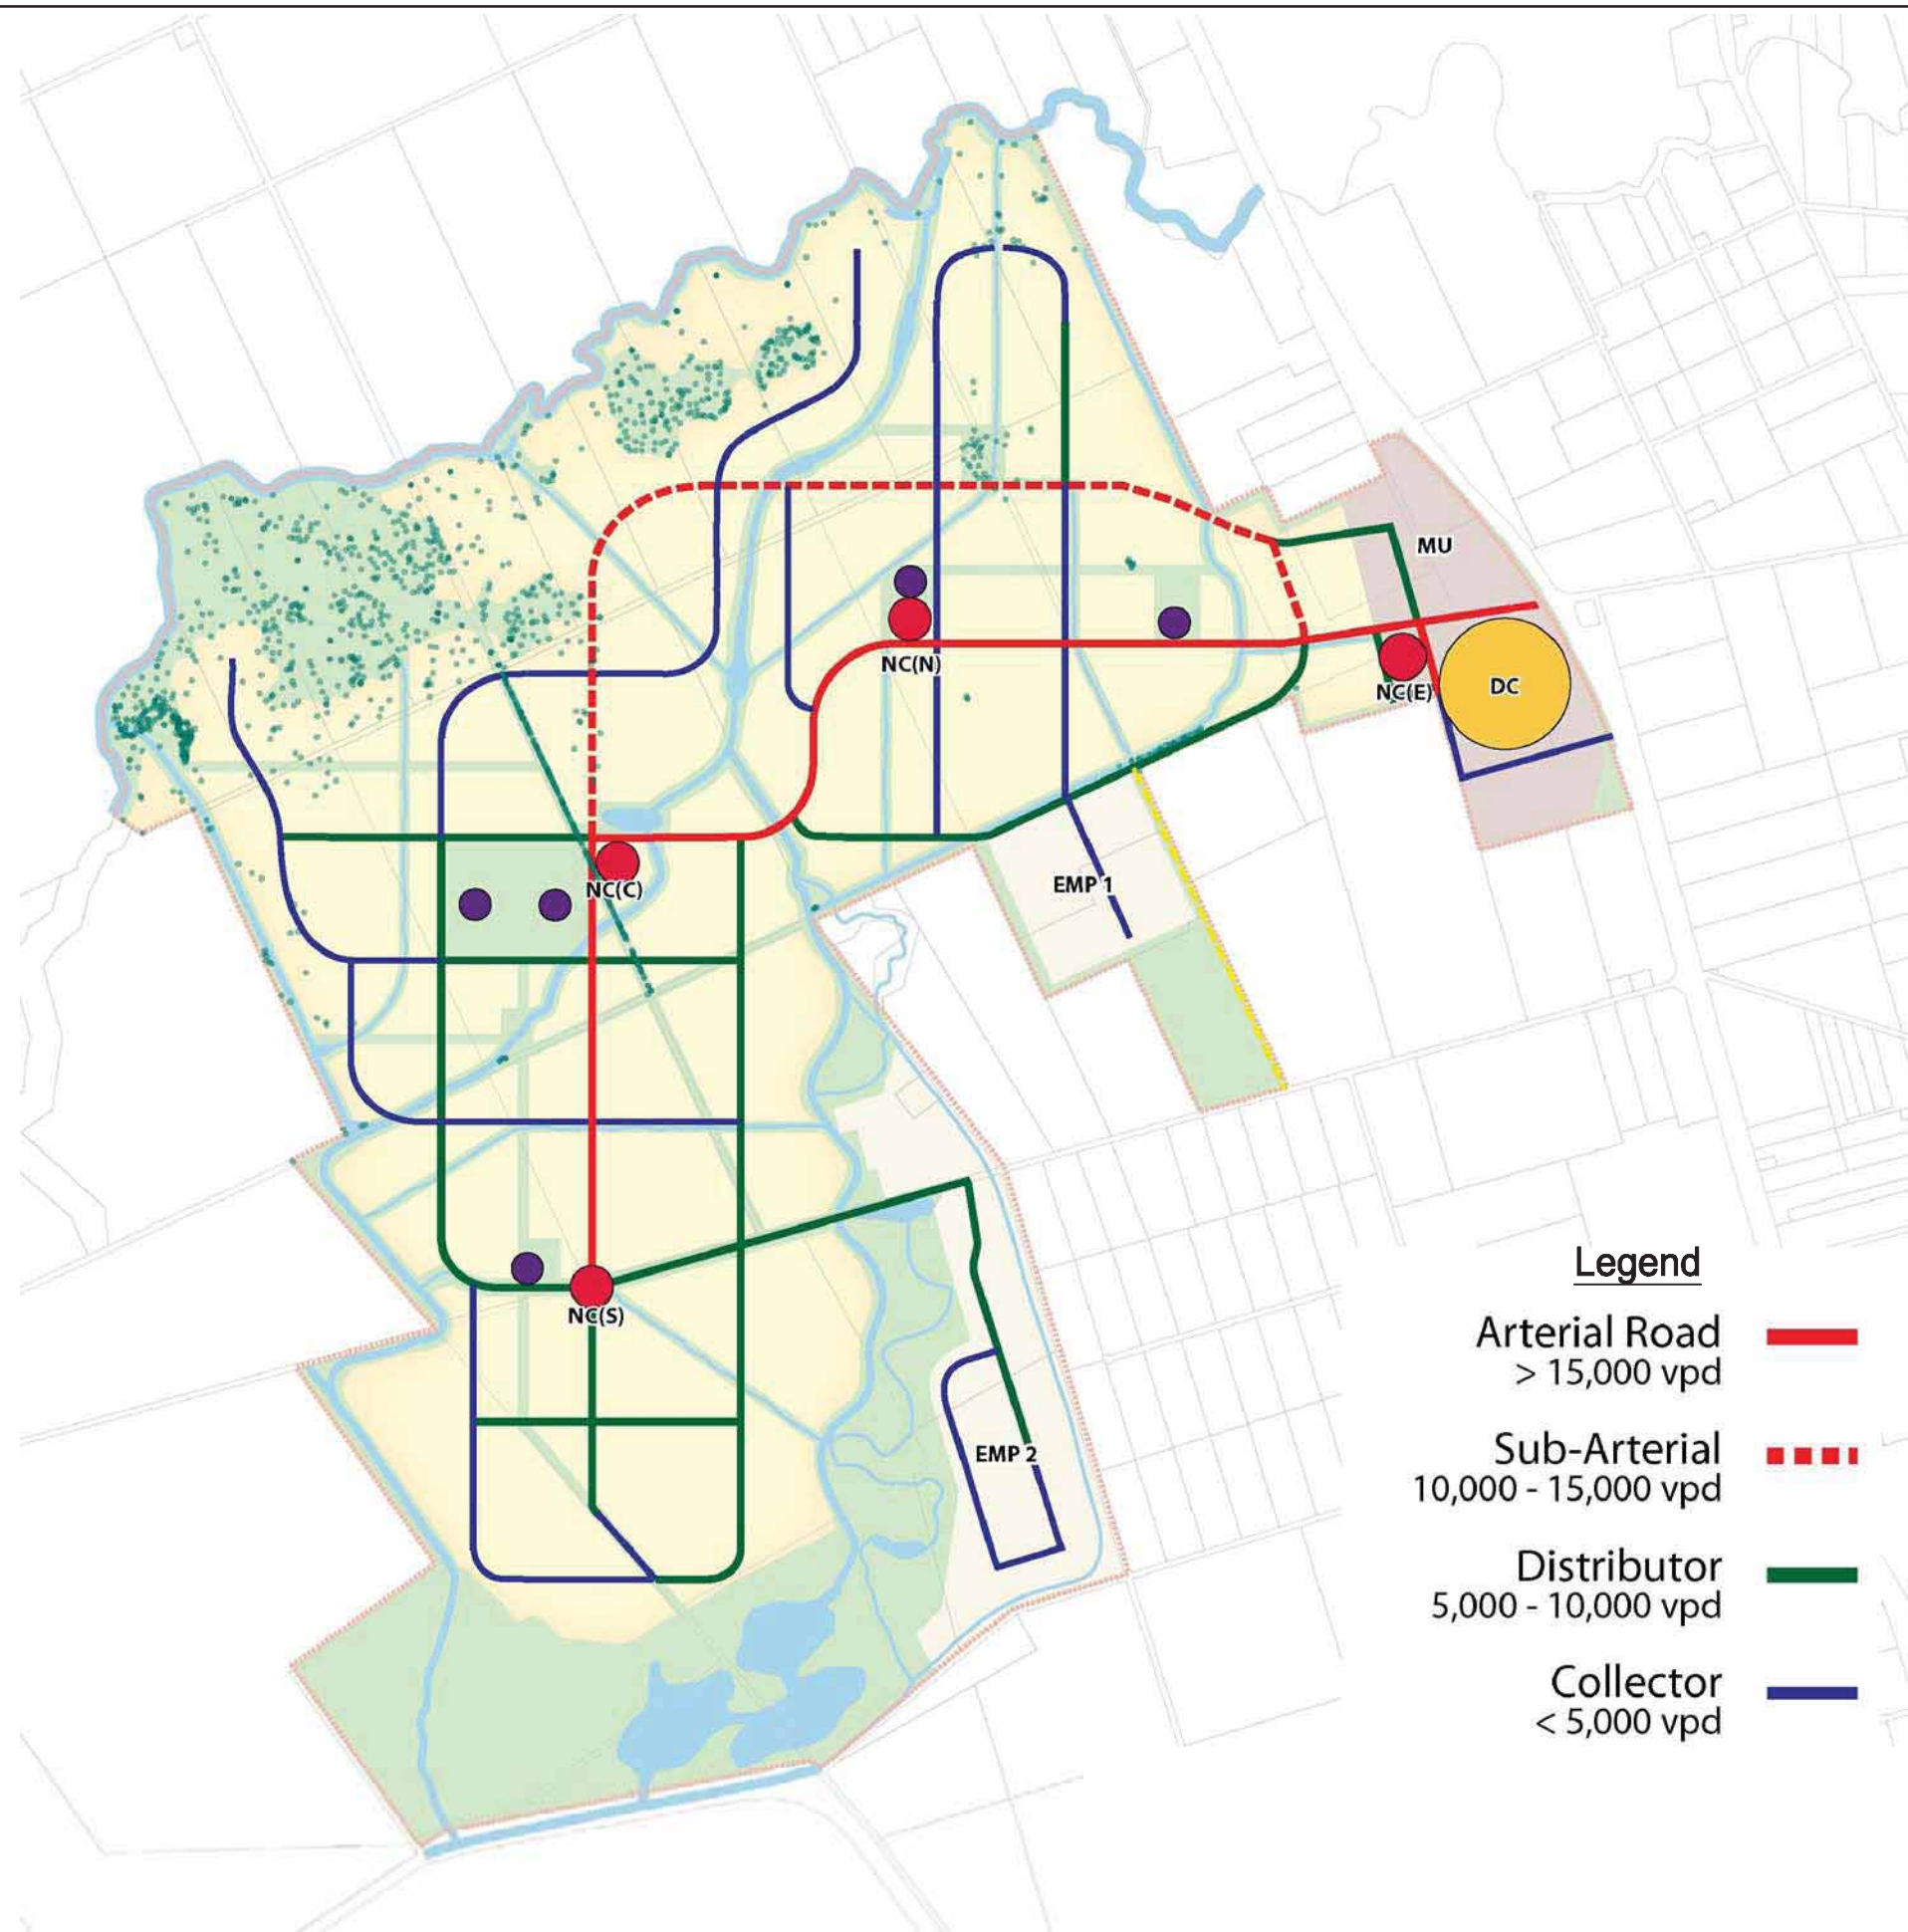 MU
NC(N)
NC(E)
DC
EMP 1
NC(C)
NC(S)
EMP 2
Legend
Arterial Road
> 15,000 vpd
Sub-Arterial
10,000 - 15,000 vpd
Distributor
5,000 - 10,000 vpd
Collector
< 5,000 vpd